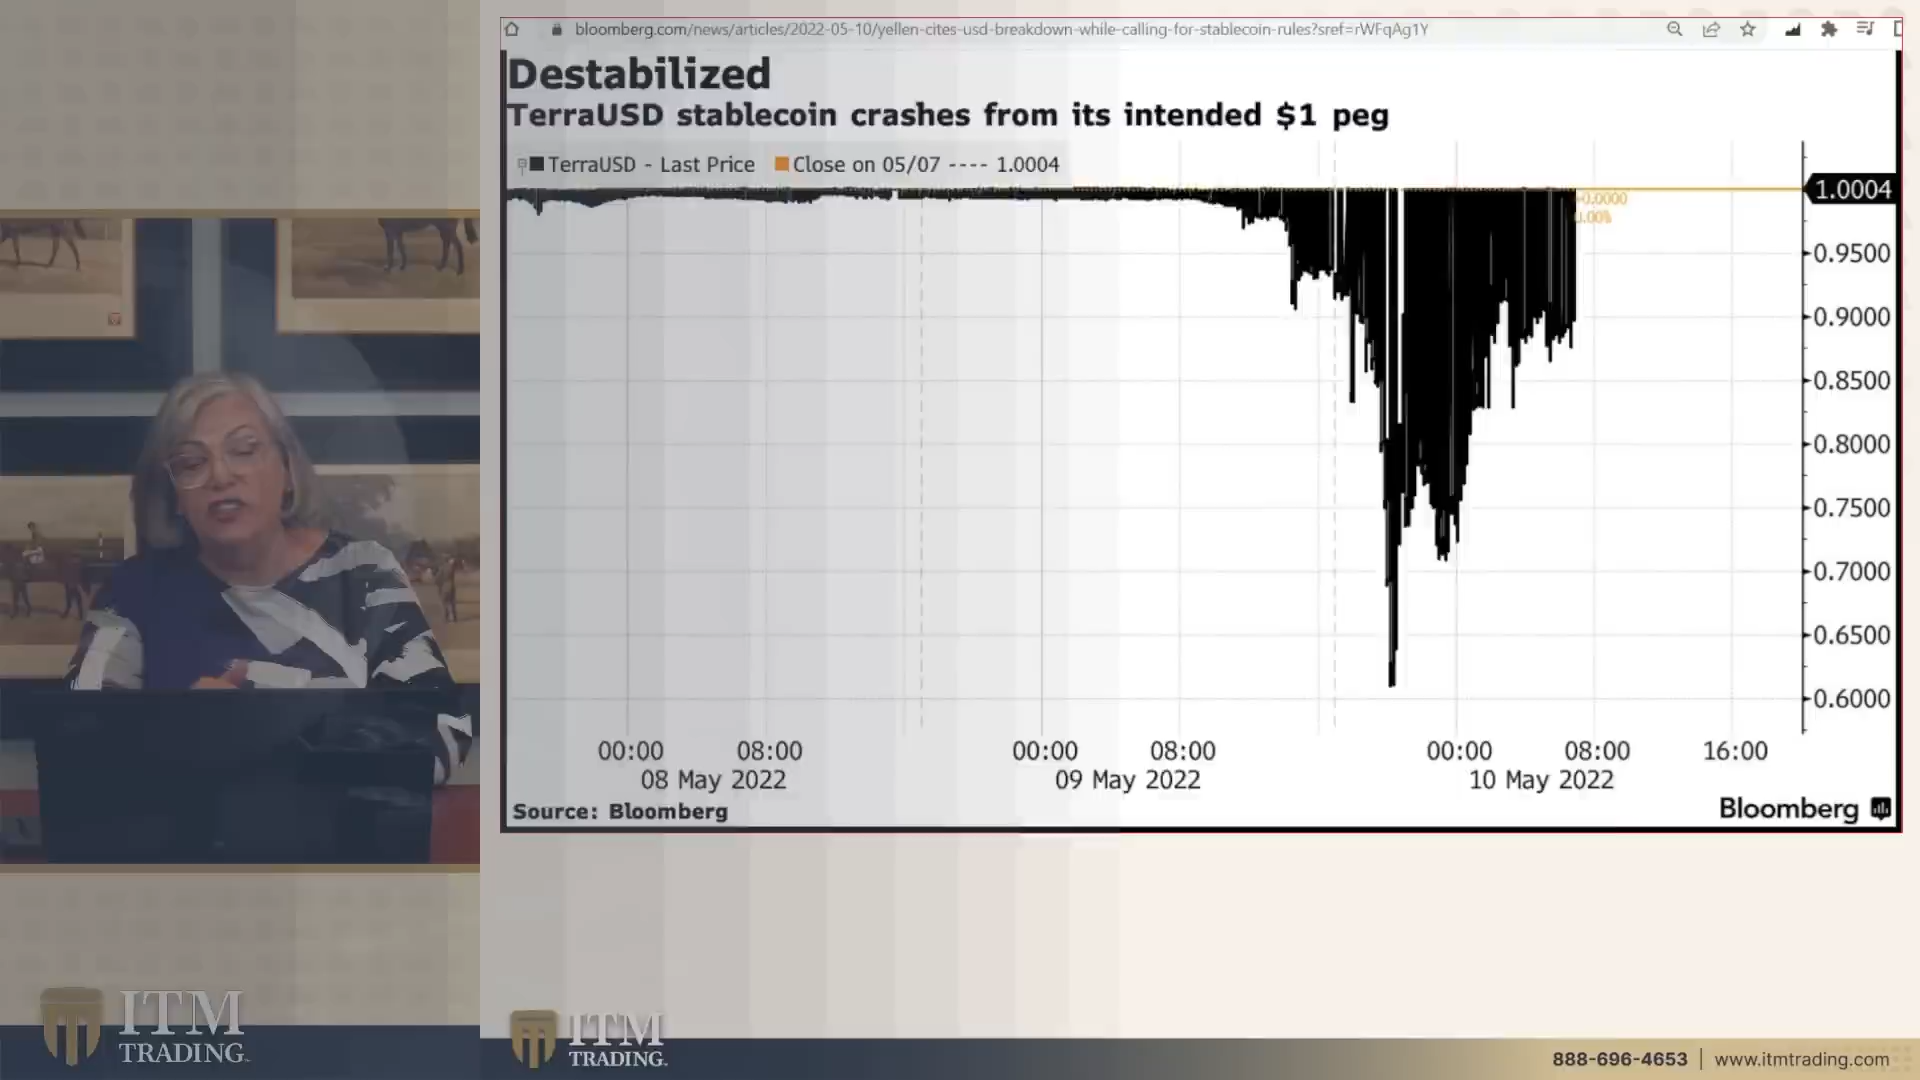 bloomberg.com/news/articles/2022-05-10/yellen-cites-usd-breakdown-while-calling-for-stablecoin-rules?sref=rWFqAg1Y
Destabilized
TerraUSD stablecoin crashes from its intended $1 peg
TerraUSD - Last Price Close on 05/07 ---- 1.0004
1.0004
+0.0000
0.00%
0.9500
0.9000
0.8500
0.8000
0.7500
0.7000
0.6500
0.6000
00:00 08:00 00:00 08:00 00:00 08:00 16:00
08 May 2022 09 May 2022 10 May 2022
Source: Bloomberg
Bloomberg
ITM
TRADING
ITM
TRADING
888-696-4653 | www.itmtrading.com